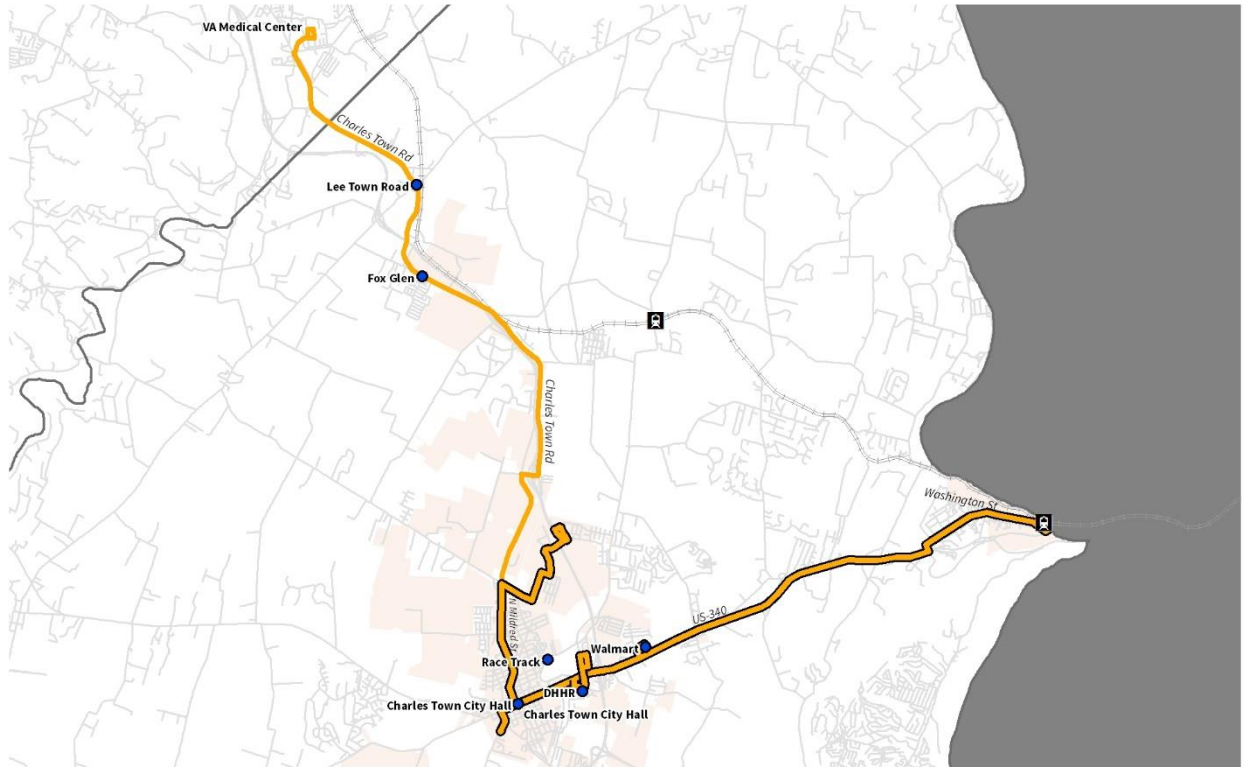 VA Medical Center
Charles Town Rd
Lee Town Road
Fox Glen
Charles Town Rd
Washington St
US-340
N Mildred St
Walmart
Race Track
DHHR
Charles Town City Hall
Charles Town City Hall